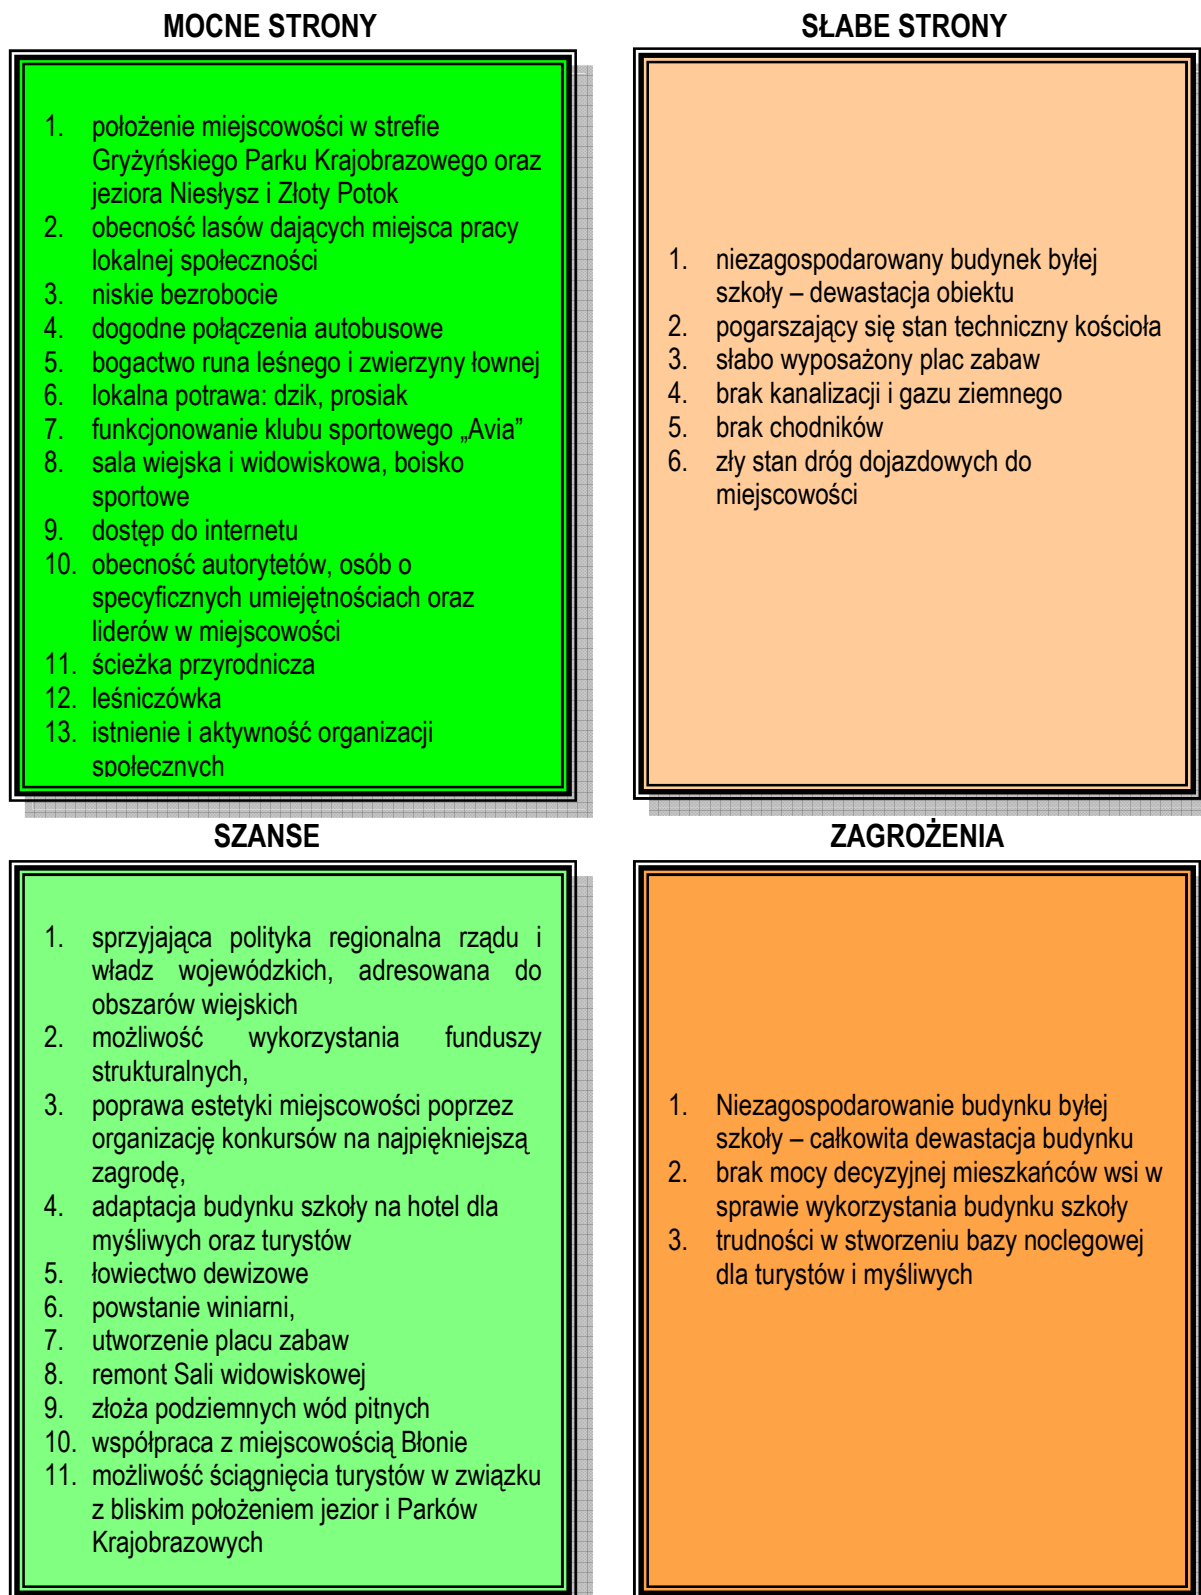 MOCNE STRONY
1. położenie miejscowości w strefie
Gryżyńskiego Parku Krajobrazowego oraz
jeziora Niesłysz i Złoty Potok
2. obecność lasów dających miejsca pracy
lokalnej społeczności
3. niskie bezrobocie
4. dogodne połączenia autobusowe
5. bogactwo runa leśnego i zwierzyny łownej
6. lokalna potrawa: dzik, prosiak
7. funkcjonowanie klubu sportowego „Avia”
8. sala wiejska i widowiskowa, boisko
sportowe
9. dostęp do internetu
10. obecność autorytetów, osób o
specyficznych umiejętnościach oraz
liderów w miejscowości
11. ścieżka przyrodnicza
12. leśniczówka
13. istnienie i aktywność organizacji
społecznych
SŁABE STRONY
1. niezagospodarowany budynek byłej
szkoły – dewastacja obiektu
2. pogarszający się stan techniczny kościoła
3. słabo wyposażony plac zabaw
4. brak kanalizacji i gazu ziemnego
5. brak chodników
6. zły stan dróg dojazdowych do
miejscowości
SZANSE
1. sprzyjająca polityka regionalna rządu i
władz wojewódzkich, adresowana do
obszarów wiejskich
2. możliwość wykorzystania funduszy
strukturalnych,
3. poprawa estetyki miejscowości poprzez
organizację konkursów na najpiękniejszą
zagrodę,
4. adaptacja budynku szkoły na hotel dla
myśliwych oraz turystów
5. łowiectwo dewizowe
6. powstanie winiarni,
7. utworzenie placu zabaw
8. remont Sali widowiskowej
9. złoża podziemnych wód pitnych
10. współpraca z miejscowością Błonie
11. możliwość ściągnięcia turystów w związku
z bliskim położeniem jezior i Parków
Krajobrazowych
ZAGROŻENIA
1. Niezagospodarowanie budynku byłej
szkoły – całkowita dewastacja budynku
2. brak mocy decyzyjnej mieszkańców wsi w
sprawie wykorzystania budynku szkoły
3. trudności w stworzeniu bazy noclegowej
dla turystów i myśliwych